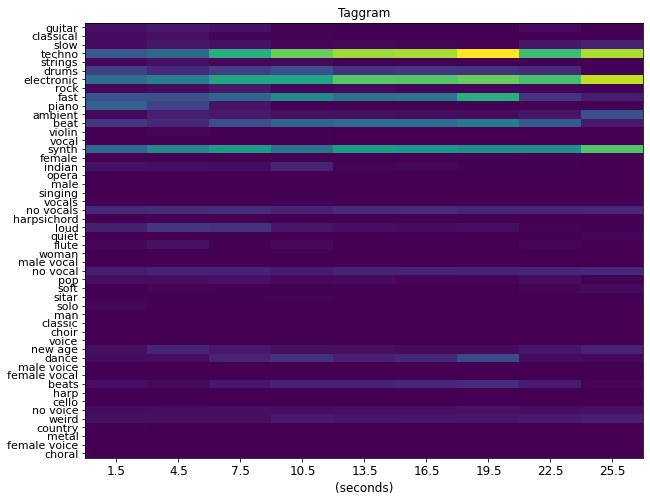 Taggram
guitar
classical
slow
techno
strings
drums
electronic
rock
fast
piano
ambient
beat
violin
vocal
synth
female
indian
opera
male
singing
vocals
no vocals
harpsichord
loud
quiet
flute
woman
male vocal
no vocal
pop
soft
sitar
solo
man
classic
choir
voice
new age
dance
male voice
female vocal
beats
harp
cello
no voice
weird
country
metal
female voice
choral
1.5 4.5 7.5 10.5 13.5 16.5 19.5 22.5 25.5
(seconds)